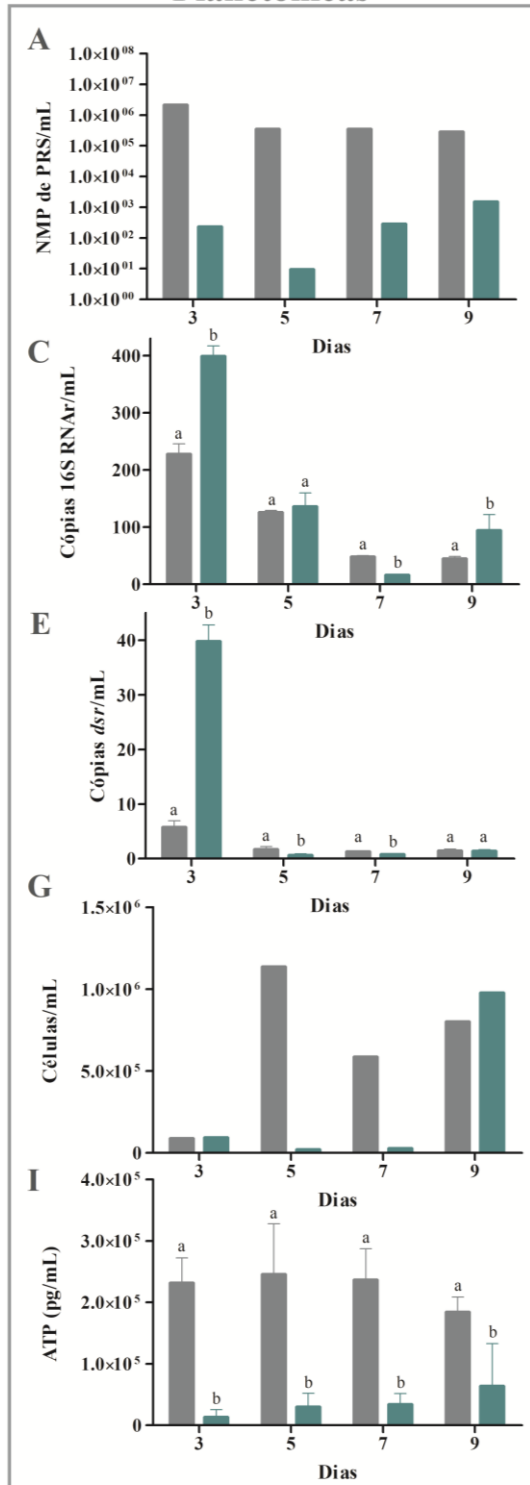 Planctônicas
A
1.0×10⁰⁸
1.0×10⁰⁷
1.0×10⁰⁶
1.0×10⁰⁵
1.0×10⁰⁴
1.0×10⁰³
1.0×10⁰²
1.0×10⁰¹
1.0×10⁰⁰
NMP de PRS/mL
3 5 7 9
Dias
C
400
300
200
100
0
Cópias 16S RNAr/mL
a b a a a b a b
3 5 7 9
Dias
E
40
30
20
10
0
Cópias dsr/mL
a b a b a b a a
3 5 7 9
Dias
G
1.5×10⁶
1.0×10⁶
5.0×10⁵
0
Células/mL
3 5 7 9
Dias
I
4.0×10⁵
3.0×10⁵
2.0×10⁵
1.0×10⁵
0
ATP (pg/mL)
a b a b a b a b
3 5 7 9
Dias